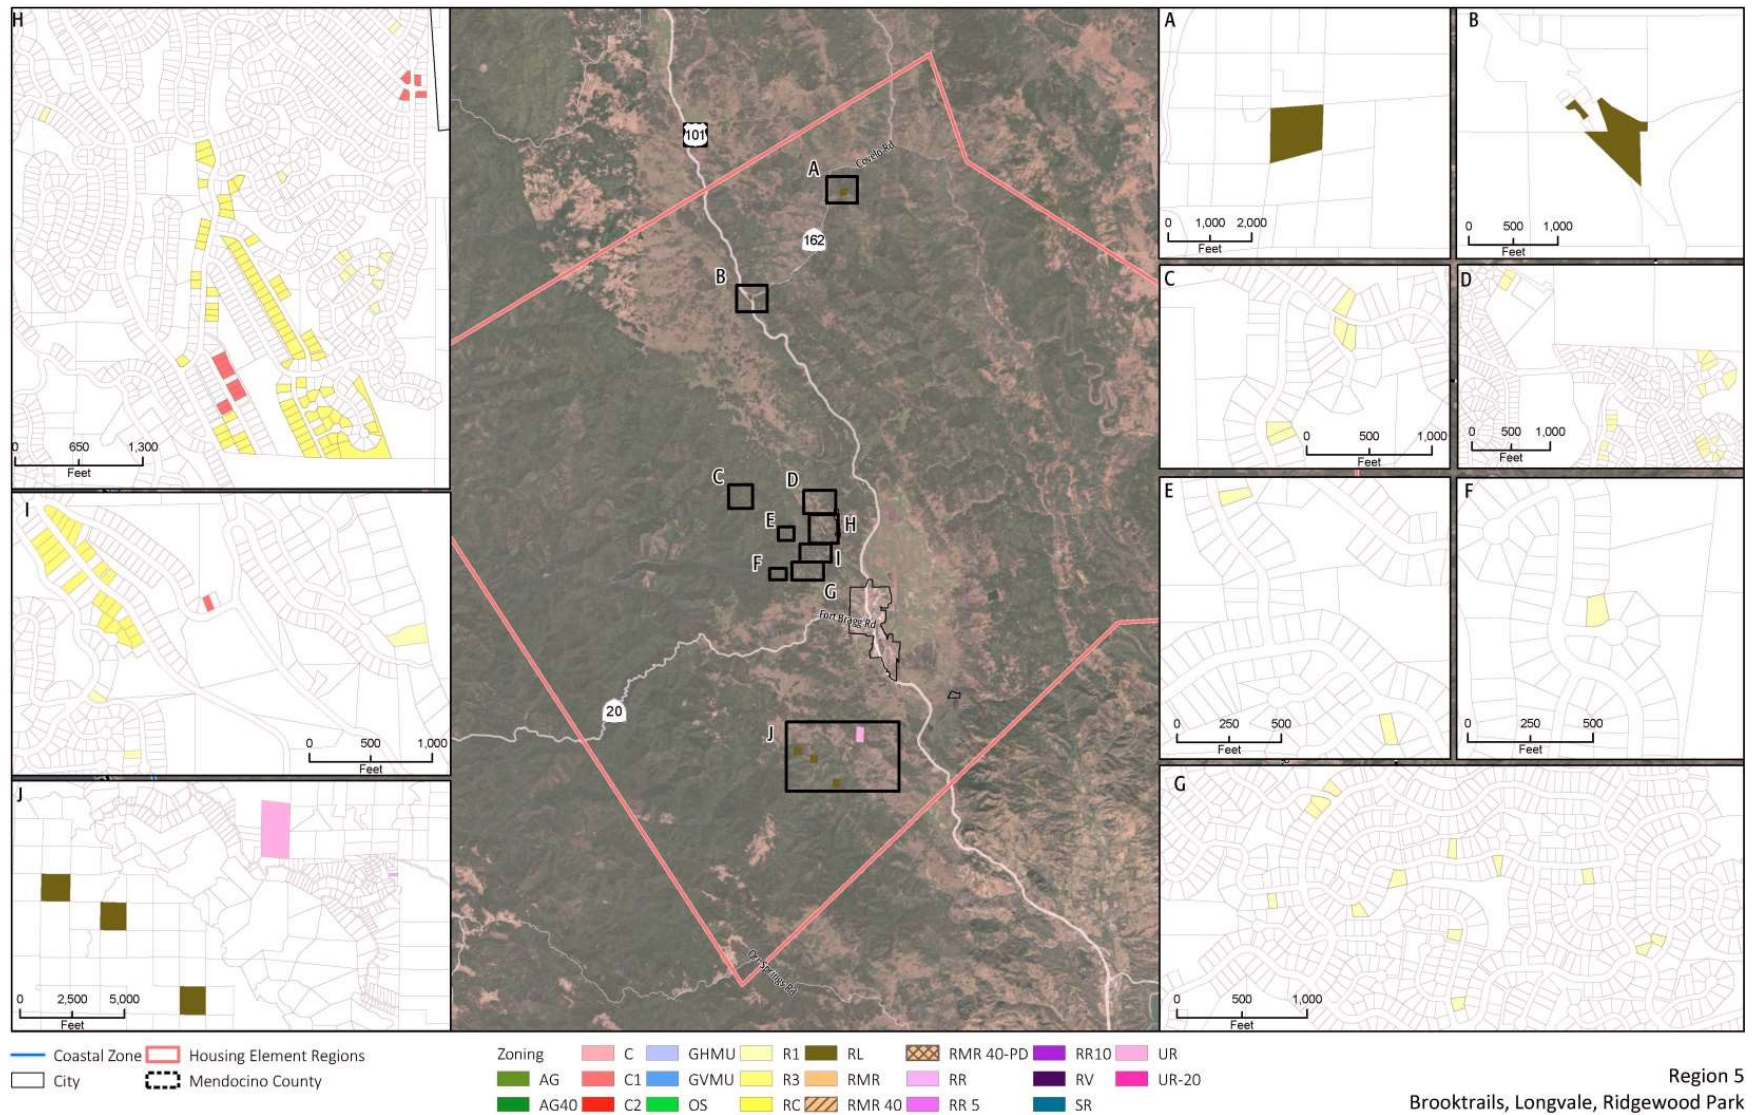 H
0 650 1,300
Feet
I
0 500 1,000
Feet
J
0 2,500 5,000
Feet
101
A
Covelo Rd
162
B
C
D
E
H
I
F
G
Fort Bragg Rd
20
J
Orr Springs Rd
A
0 1,000 2,000
Feet
B
0 500 1,000
Feet
C
0 500 1,000
Feet
D
0 500 1,000
Feet
E
0 250 500
Feet
F
0 250 500
Feet
G
0 500 1,000
Feet
Coastal Zone
Housing Element Regions
City
Mendocino County
Zoning
AG
AG40
C
C1
C2
GHMU
GVMU
OS
R1
R3
RC
RL
RMR
RMR 40
RMR 40-PD
RR
RR 5
RR10
RV
SR
UR
UR-20
Region 5
Brooktrails, Longvale, Ridgewood Park